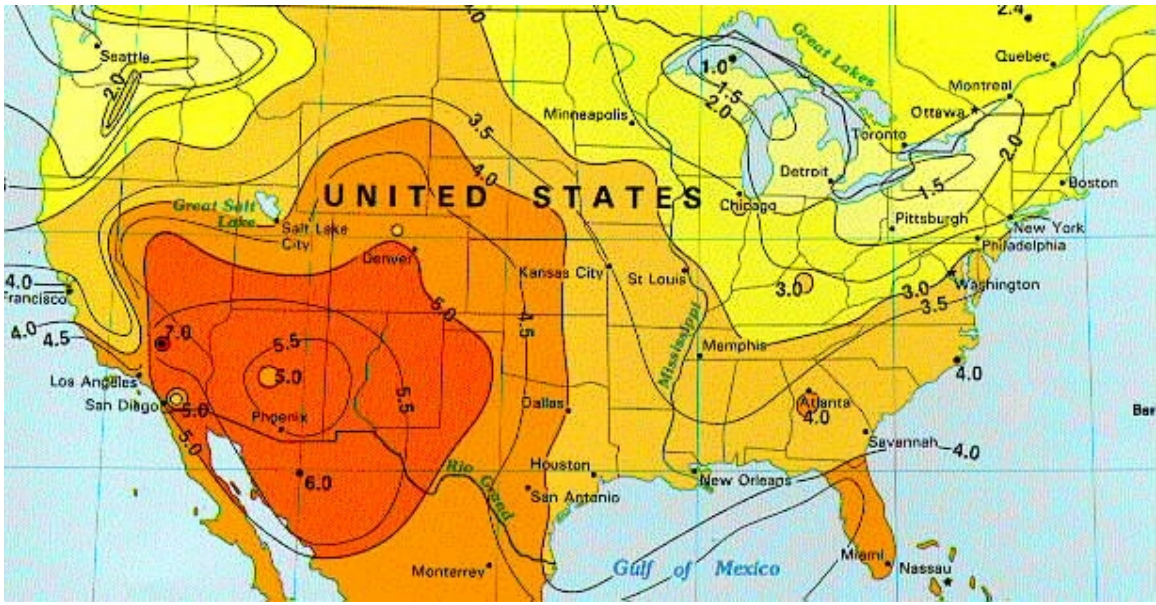 2.4
Great Lakes
Quebec
Seattle
2.0
1.0
1.5
2.0
Montreal
Ottawa
Minneapolis
3.5
Toronto
2.0
4.0
Detroit
1.5
Boston
UNITED STATES
Great Salt
Lake
Chicago
Pittsburgh
New York
Salt Lake
City
Philadelphia
Denver
Kansas City
St Louis
4.0
Francisco
3.0
3.0
Washington
5.0
3.5
4.0
4.5
7.0
4.5
Mississippi
5.5
Memphis
4.0
Los Angeles
5.0
San Diego
5.0
5.5
Dallas
Atlanta
4.0
Bar
Phoenix
5.0
Savannah
4.0
Houston
Rio
Grand
6.0
New Orleans
San Antonio
Miami
Nassau
Monterrey
Gulf of Mexico